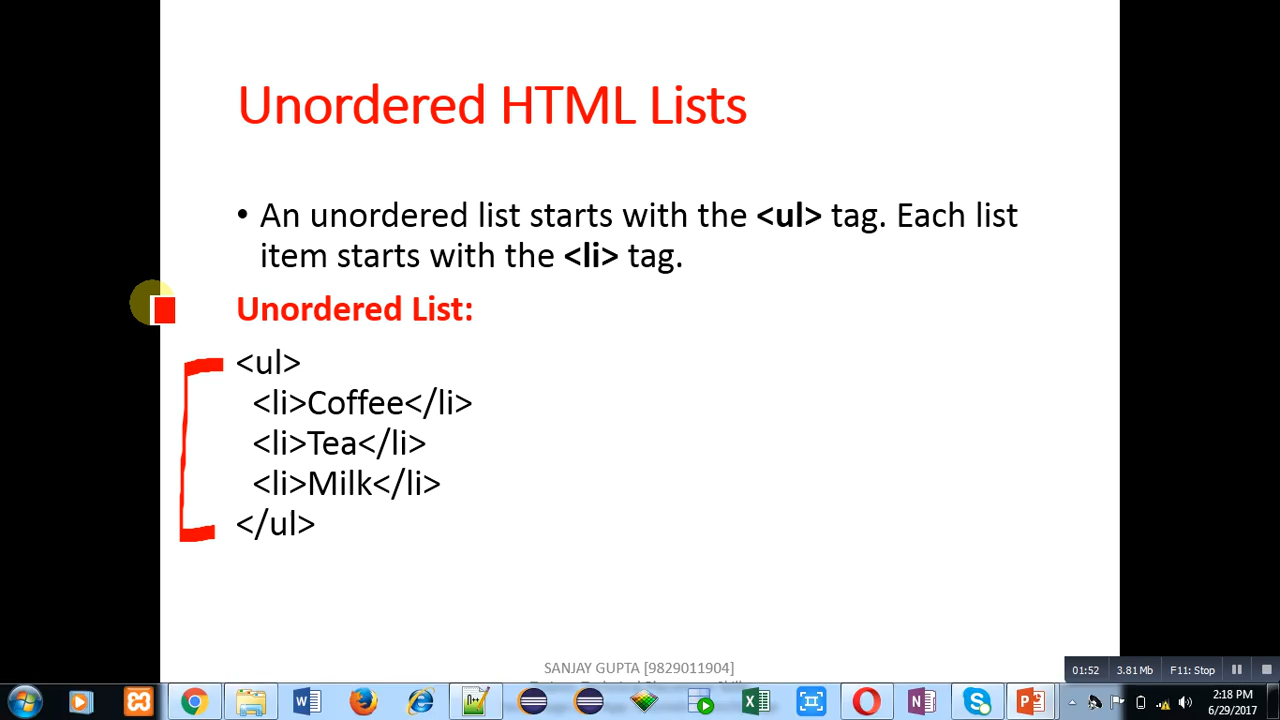 Unordered HTML Lists
• An unordered list starts with the <ul> tag. Each list
item starts with the <li> tag.
Unordered List:
<ul>
<li>Coffee</li>
<li>Tea</li>
<li>Milk</li>
</ul>
SANJAY GUPTA [9829011904]
01:52 3.81 Mb F11: Stop
2:18 PM
6/29/2017